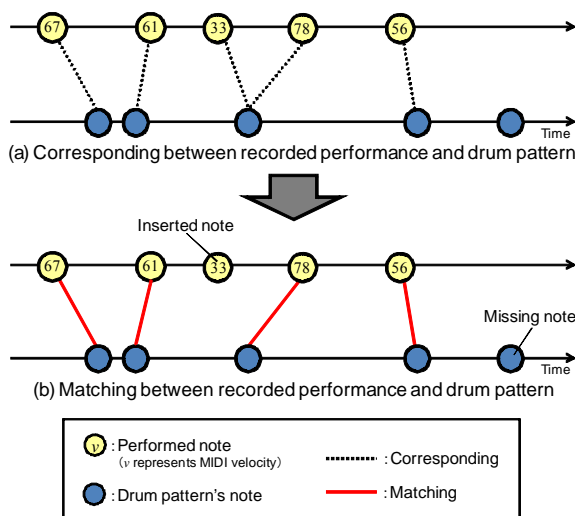 67 61 33 78 56
Time
(a) Corresponding between recorded performance and drum pattern
Inserted note
67 61 33 78 56
Missing note
Time
(b) Matching between recorded performance and drum pattern
v : Performed note
(v represents MIDI velocity)
: Corresponding
: Drum pattern's note
: Matching